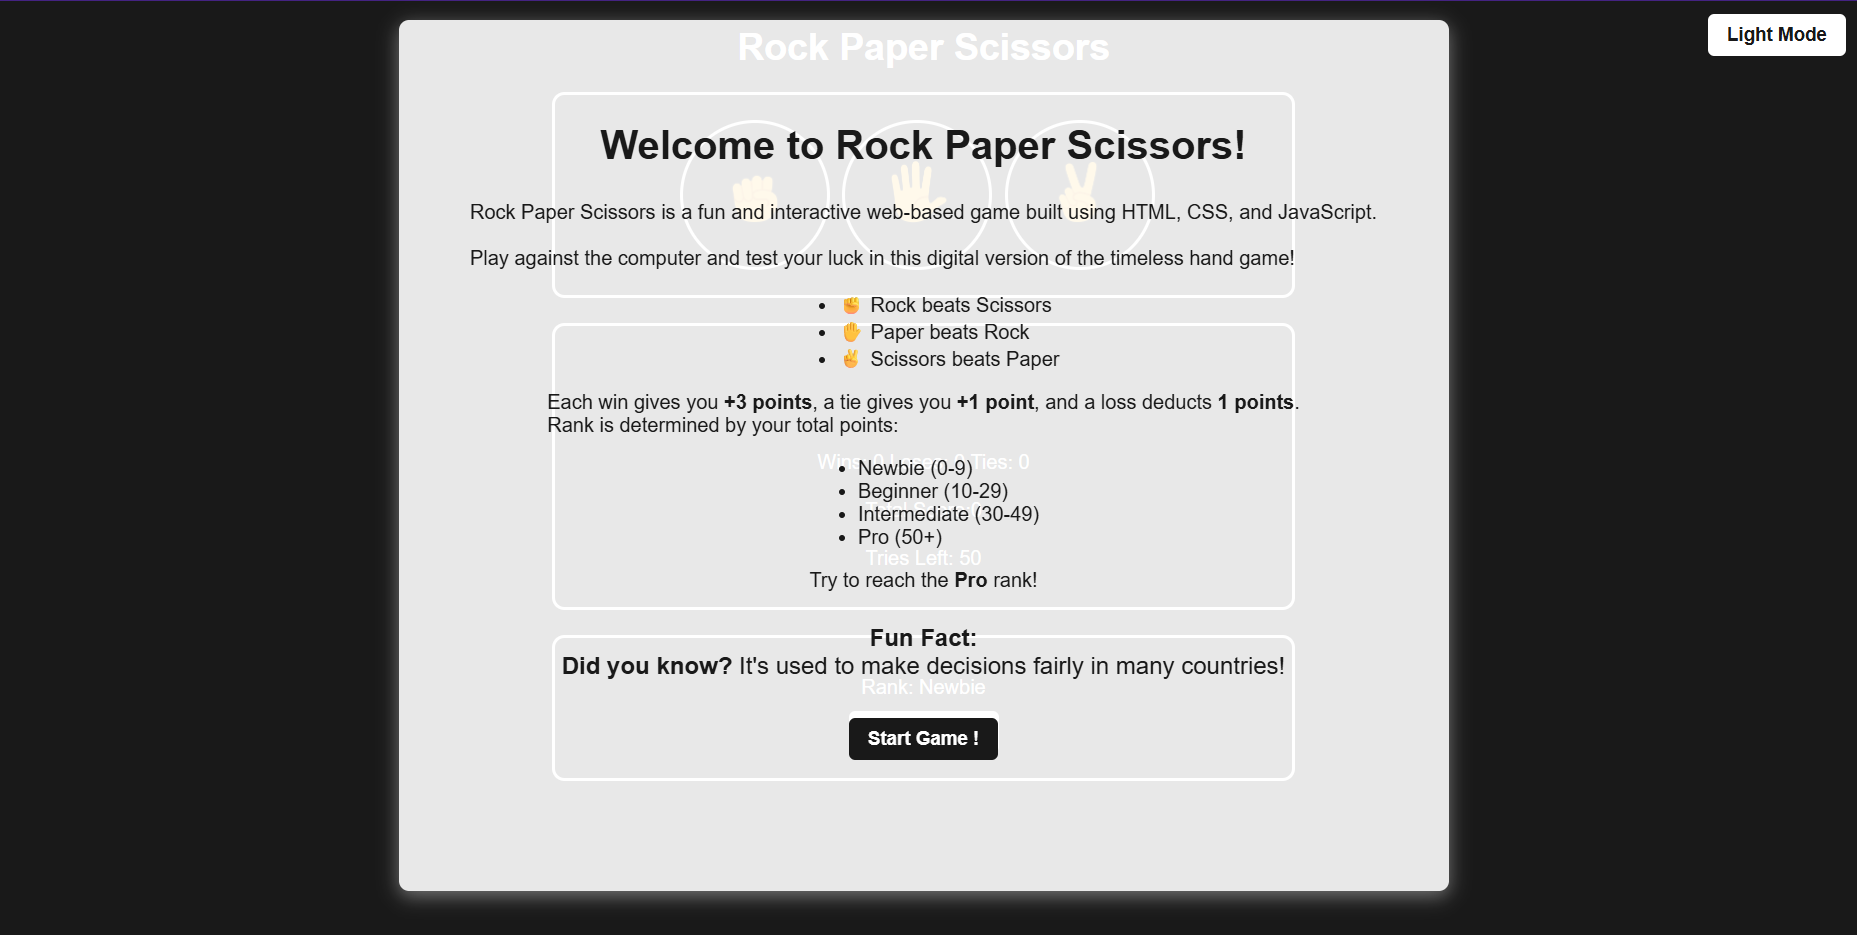 Light Mode
Rock Paper Scissors
Welcome to Rock Paper Scissors!
Rock Paper Scissors is a fun and interactive web-based game built using HTML, CSS, and JavaScript.
Play against the computer and test your luck in this digital version of the timeless hand game!
Rock beats Scissors
Paper beats Rock
Scissors beats Paper
Each win gives you +3 points, a tie gives you +1 point, and a loss deducts 1 points.
Rank is determined by your total points:
Wins: 0 Ties: 0
Newbie (0-9)
Beginner (10-29)
Intermediate (30-49)
Pro (50+)
Tries Left: 50
Try to reach the Pro rank!
Fun Fact:
Did you know? It's used to make decisions fairly in many countries!
Rank: Newbie
Start Game !